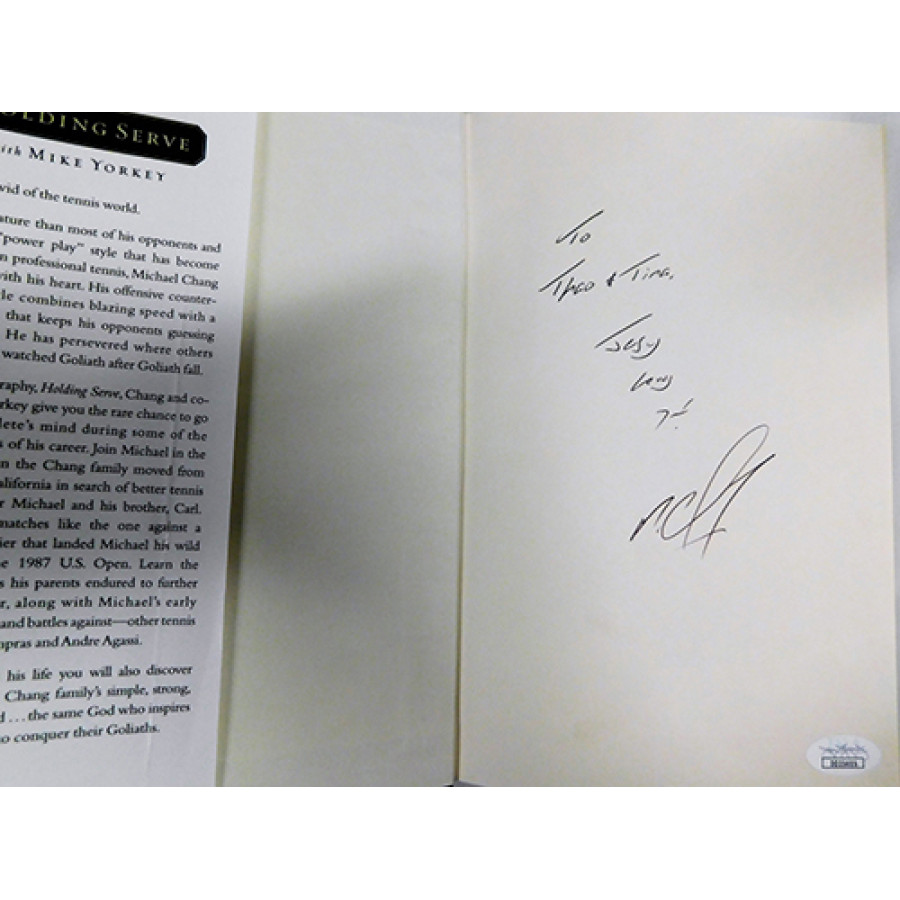 OLDING SERVE
ith MIKE YORKEY
vid of the tennis world.
ature than most of his opponents and
"power play" style that has become
n professional tennis, Michael Chang
ith his heart. His offensive counter-
le combines blazing speed with a
that keeps his opponents guessing
He has persevered where others
watched Goliath after Goliath fall.
raphy, Holding Serve, Chang and co-
rkey give you the rare chance to go
lete's mind during some of the
s of his career. Join Michael in the
n the Chang family moved from
alifornia in search of better tennis
r Michael and his brother, Carl.
matches like the one against a
ier that landed Michael his wild
e 1987 U.S. Open. Learn the
s his parents endured to further
r, along with Michael's early
and battles against—other tennis
mpras and Andre Agassi.
his life you will also discover
Chang family's simple, strong,
d ... the same God who inspires
o conquer their Goliaths.
To
Theo & Tina,
Jesus
loves